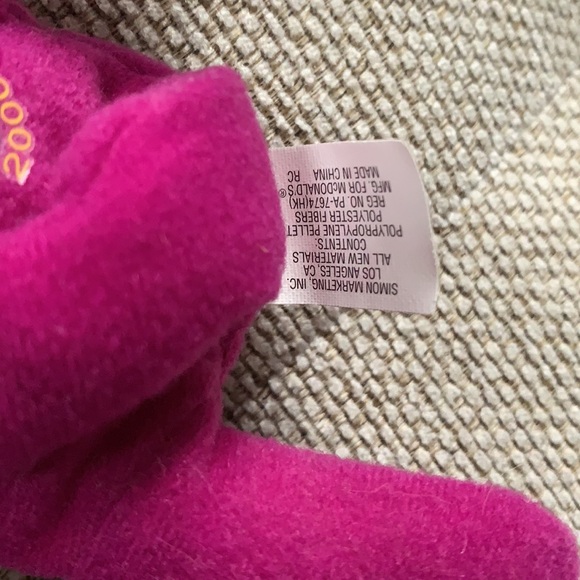 2000
SIMON MARKETING, INC.
LOS ANGELES, CA
ALL NEW MATERIALS
CONTENTS:
POLYPROPYLENE PELLET
POLYESTER FIBERS
REG NO. PA-7674(HK)
MFG. FOR McDONALD'S®
MADE IN CHINA RC